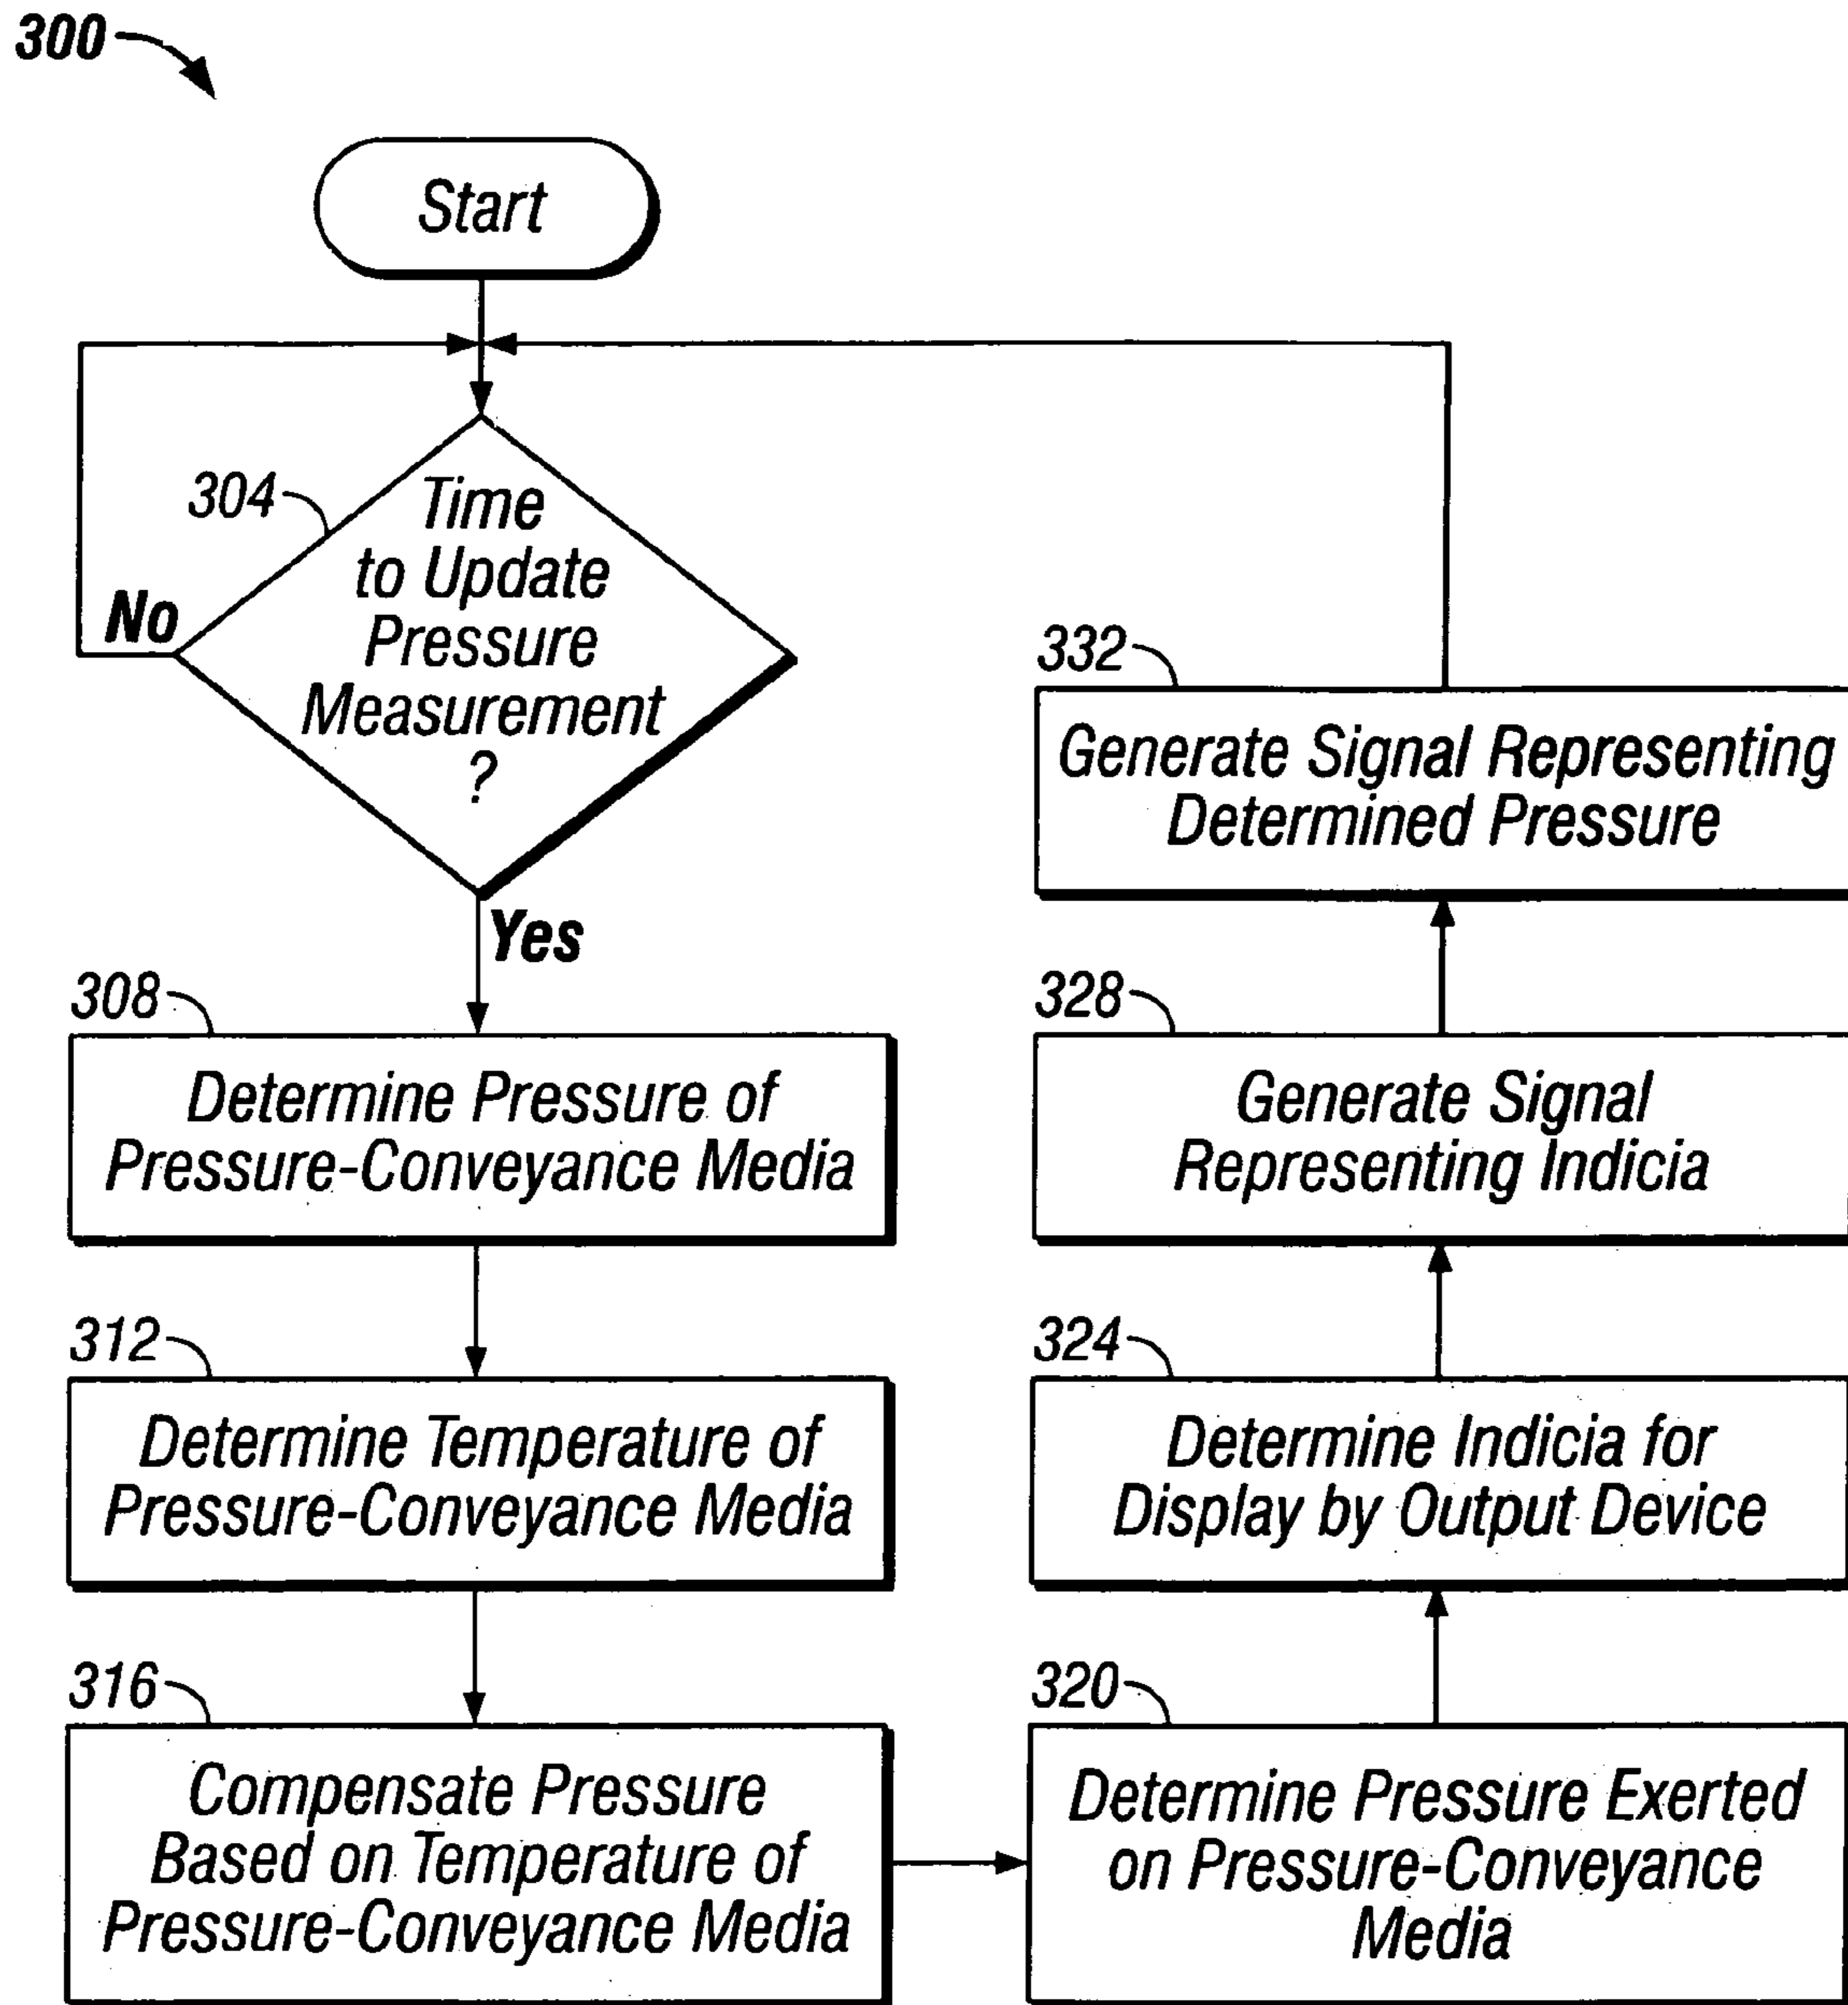 300
Start
304
Time
to Update
Pressure
Measurement
?
No
Yes
308
Determine Pressure of
Pressure-Conveyance Media
312
Determine Temperature of
Pressure-Conveyance Media
316
Compensate Pressure
Based on Temperature of
Pressure-Conveyance Media
320
Determine Pressure Exerted
on Pressure-Conveyance
Media
324
Determine Indicia for
Display by Output Device
328
Generate Signal
Representing Indicia
332
Generate Signal Representing
Determined Pressure